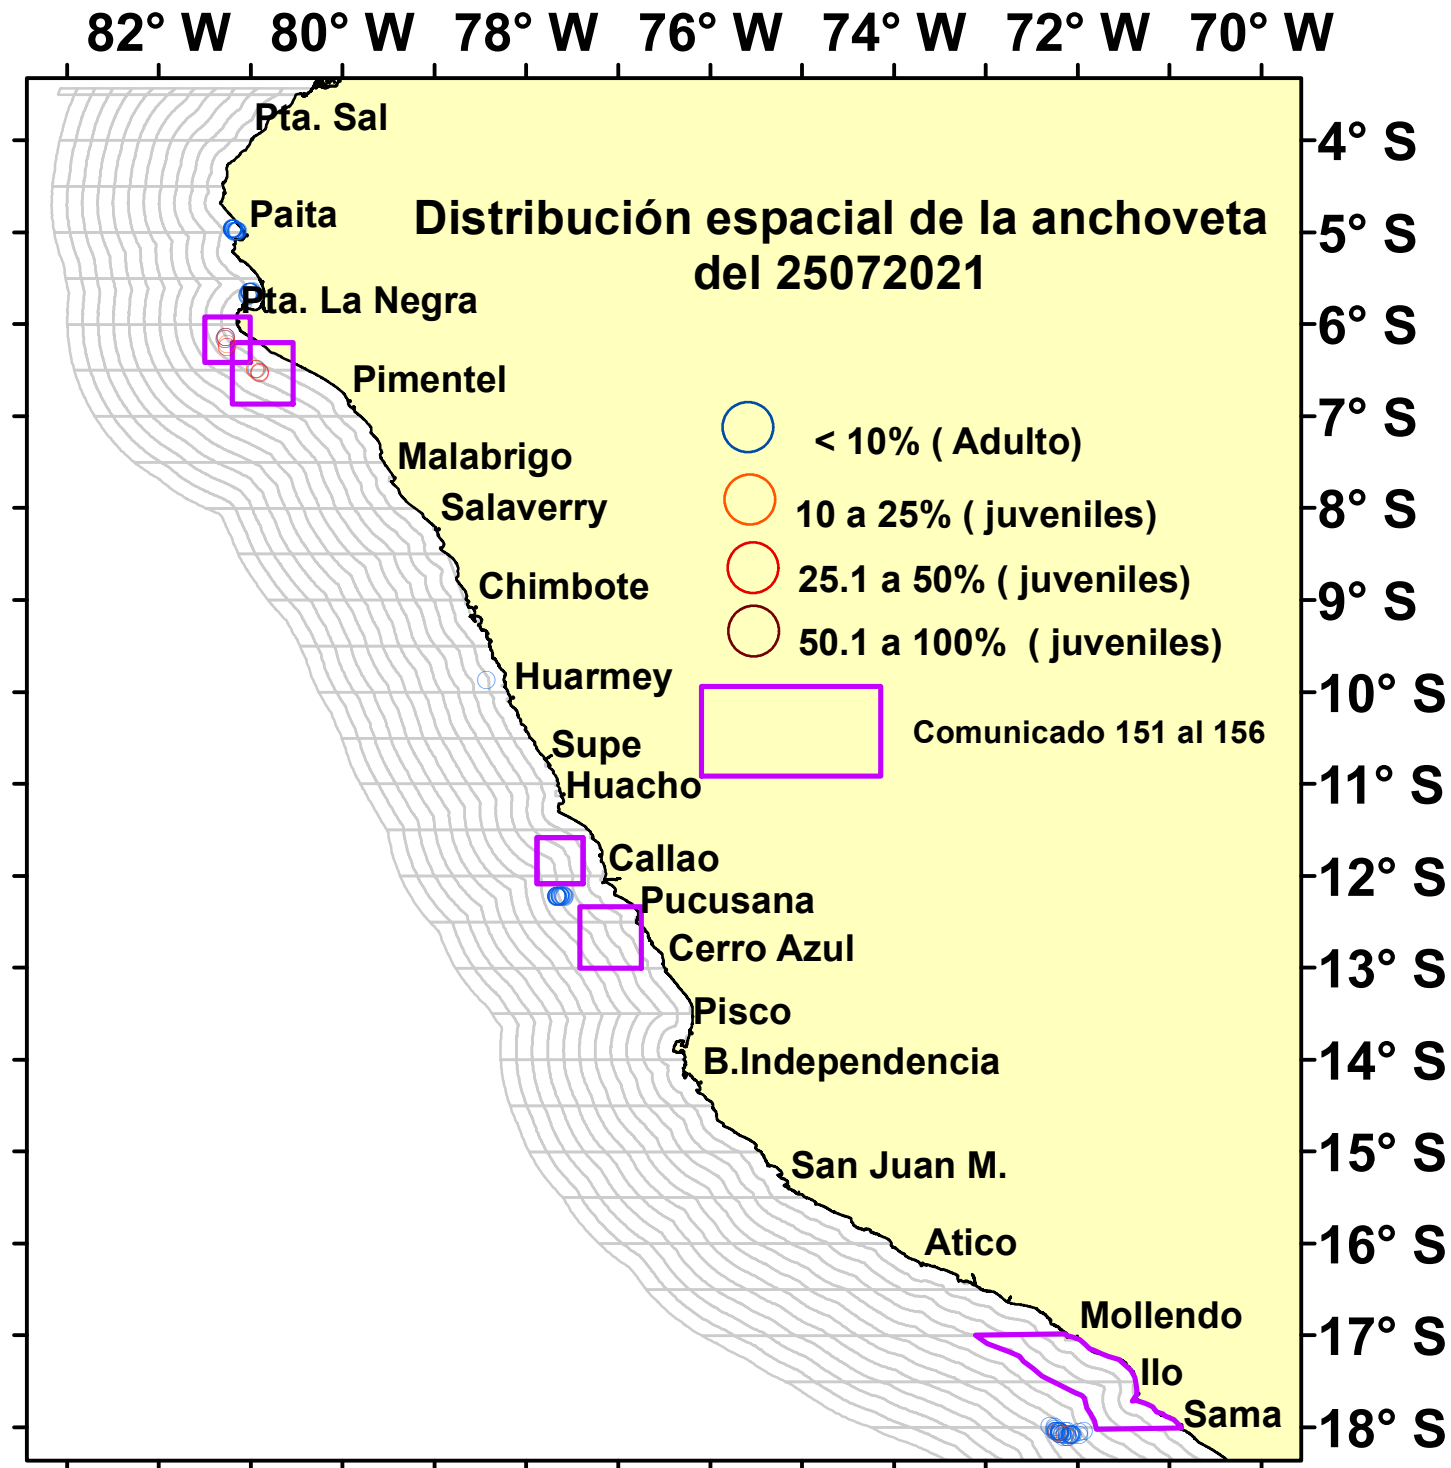 82° W 80° W 78° W 76° W 74° W 72° W 70° W
Pta. Sal
4° S
Paita
Distribución espacial de la anchoveta
5° S
del 25072021
Pta. La Negra
6° S
Pimentel
7° S
< 10% ( Adulto)
Malabrigo
Salaverry
8° S
10 a 25% ( juveniles)
Chimbote
25.1 a 50% ( juveniles)
9° S
50.1 a 100% ( juveniles)
Huarmey
10° S
Comunicado 151 al 156
Supe
Huacho
11° S
Callao
12° S
Pucusana
Cerro Azul
13° S
Pisco
B.Independencia
14° S
San Juan M.
15° S
Atico
16° S
Mollendo
17° S
Ilo
Sama
18° S